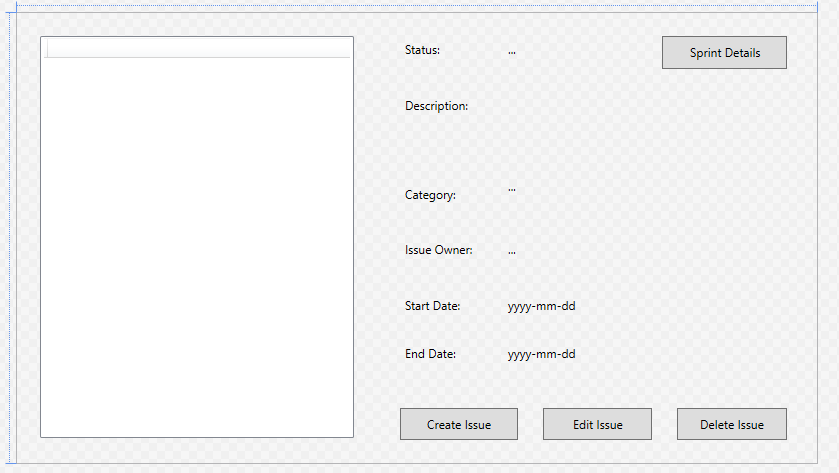 Status: ... Sprint Details
Description:
Category: ...
Issue Owner: ...
Start Date: yyyy-mm-dd
End Date: yyyy-mm-dd
Create Issue Edit Issue Delete Issue